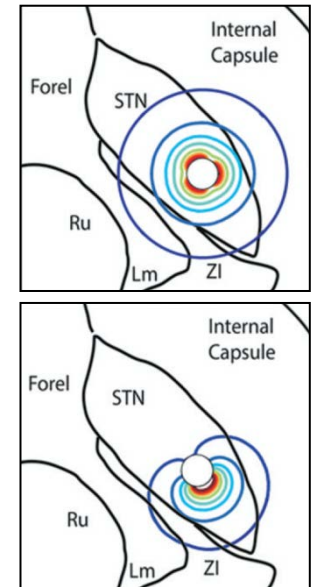 Internal
Capsule
Forel
STN
Ru
Lm
ZI
Internal
Capsule
Forel
STN
Ru
Lm
ZI